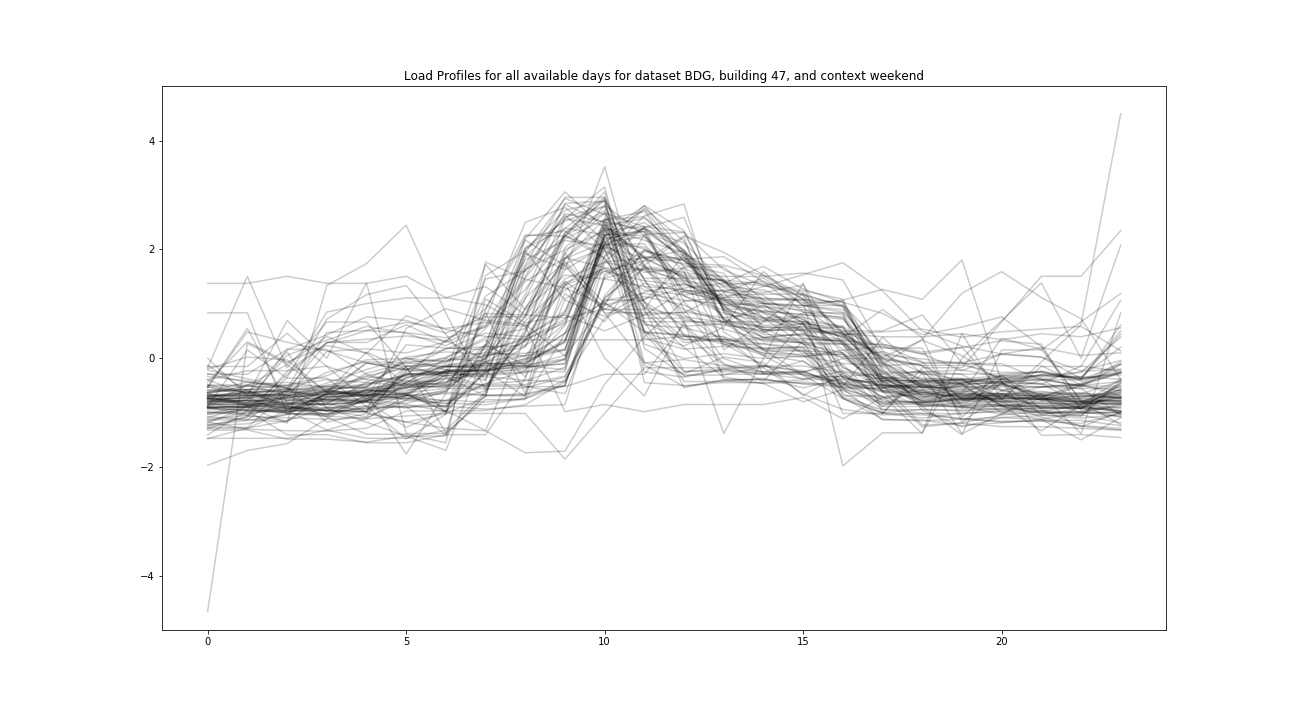 Load Profiles for all available days for dataset BDG, building 47, and context weekend
4
2
0
−2
−4
0 5 10 15 20